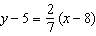 y − 5 = 2/7 (x − 8)